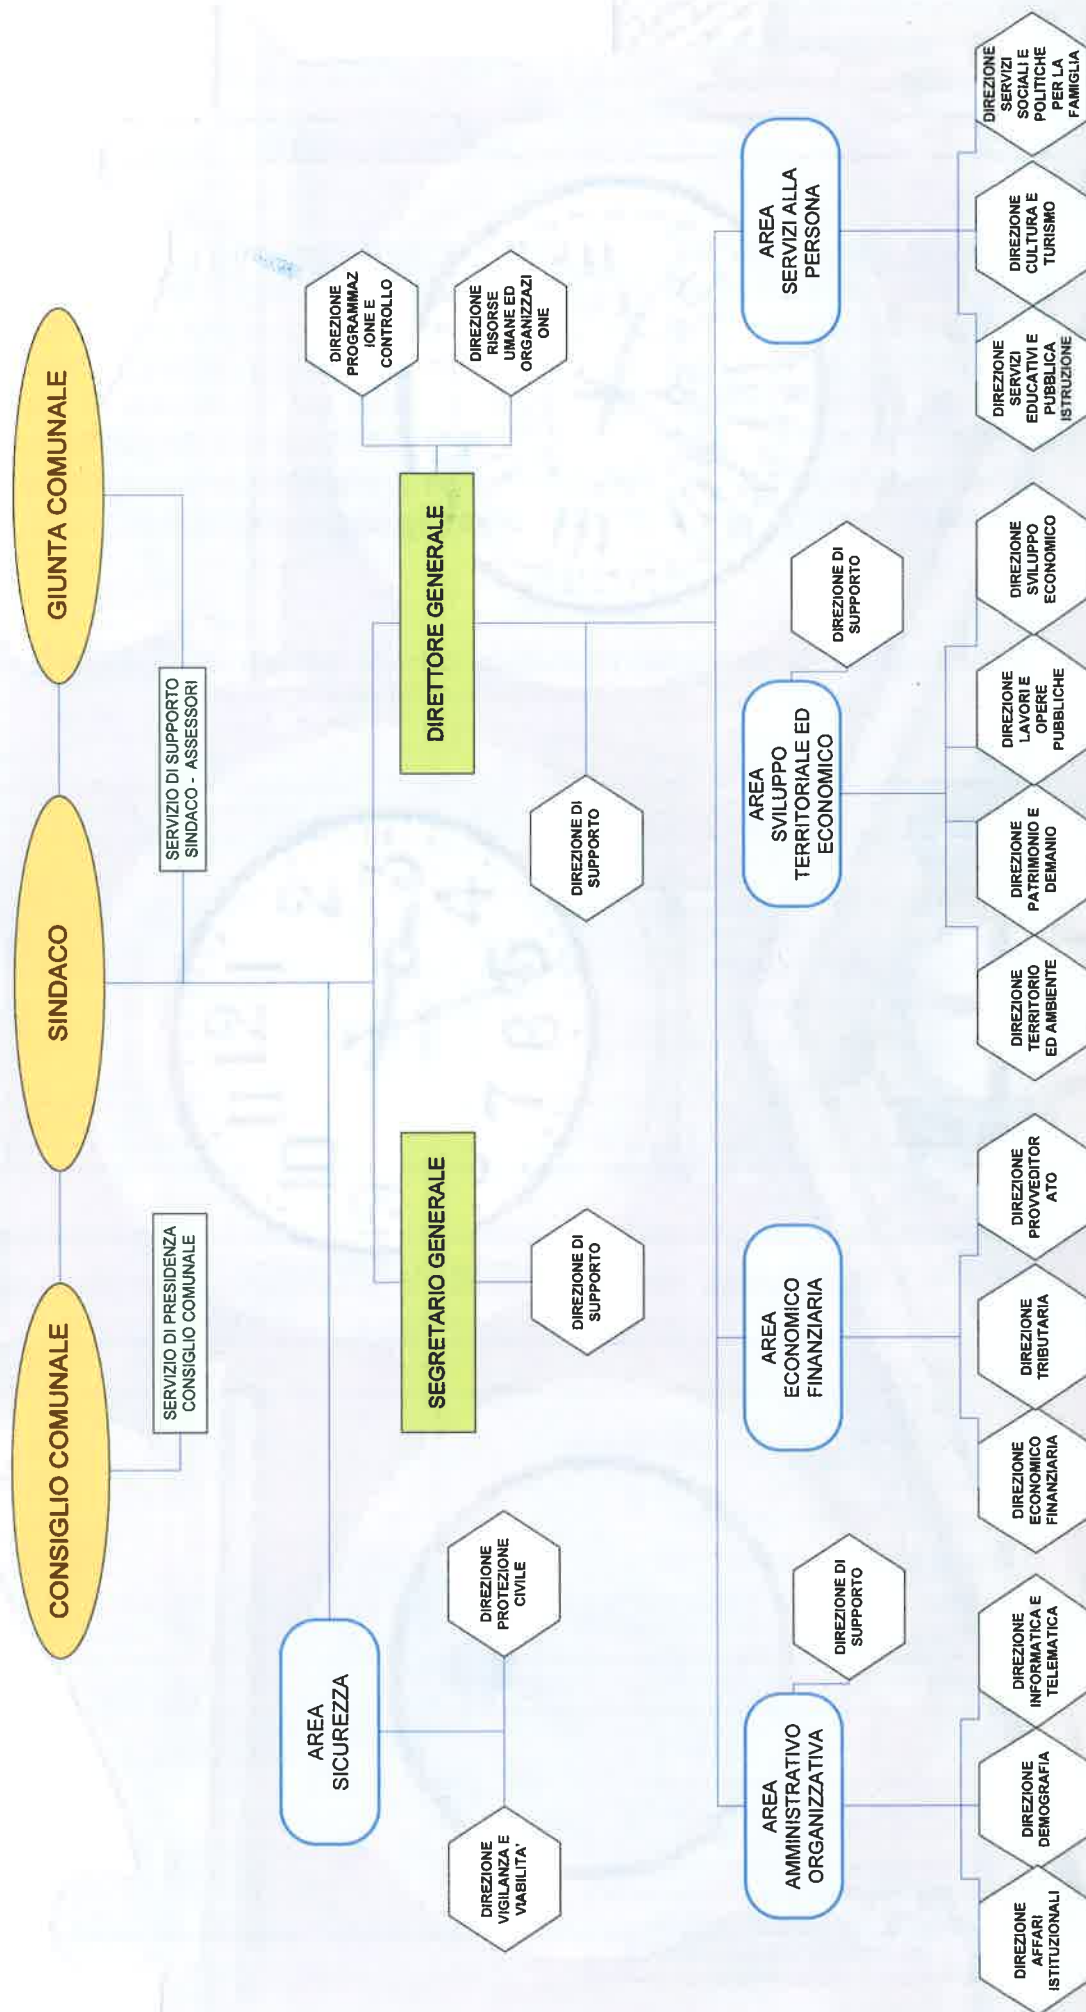 CONSIGLIO COMUNALE
SINDACO
GIUNTA COMUNALE
SERVIZIO DI PRESIDENZA
CONSIGLIO COMUNALE
SERVIZIO DI SUPPORTO
SINDACO - ASSESSORI
AREA
SICUREZZA
DIREZIONE
VIGILANZA E
VIABILITA'
DIREZIONE
PROTEZIONE
CIVILE
SEGRETARIO GENERALE
DIREZIONE DI
SUPPORTO
DIRETTORE GENERALE
DIREZIONE
PROGRAMMAZ
IONE E
CONTROLLO
DIREZIONE
RISORSE
UMANE ED
ORGANIZZAZI
ONE
DIREZIONE DI
SUPPORTO
AREA
AMMINISTRATIVO
ORGANIZZATIVA
DIREZIONE DI
SUPPORTO
AREA
ECONOMICO
FINANZIARIA
AREA
SVILUPPO
TERRITORIALE ED
ECONOMICO
DIREZIONE DI
SUPPORTO
AREA
SERVIZI ALLA
PERSONA
DIREZIONE
AFFARI
ISTITUZIONALI
DIREZIONE
DEMOGRAFIA
DIREZIONE
INFORMATICA E
TELEMATICA
DIREZIONE
ECONOMICO
FINANZIARIA
DIREZIONE
TRIBUTARIA
DIREZIONE
PROVVEDITOR
ATO
DIREZIONE
TERRITORIO
ED AMBIENTE
DIREZIONE
PATRIMONIO E
DEMANIO
DIREZIONE
LAVORI E
OPERE
PUBBLICHE
DIREZIONE
SVILUPPO
ECONOMICO
DIREZIONE
SERVIZI
EDUCATIVI E
PUBBLICA
ISTRUZIONE
DIREZIONE
CULTURA E
TURISMO
DIREZIONE
SERVIZI
SOCIALI E
POLITICHE
PER LA
FAMIGLIA